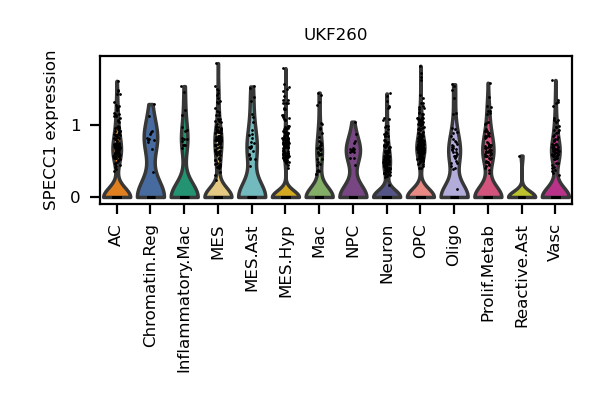 UKF260
SPECC1 expression
1
0
AC
Chromatin.Reg
Inflammatory.Mac
MES
MES.Ast
MES.Hyp
Mac
NPC
Neuron
OPC
Oligo
Prolif.Metab
Reactive.Ast
Vasc